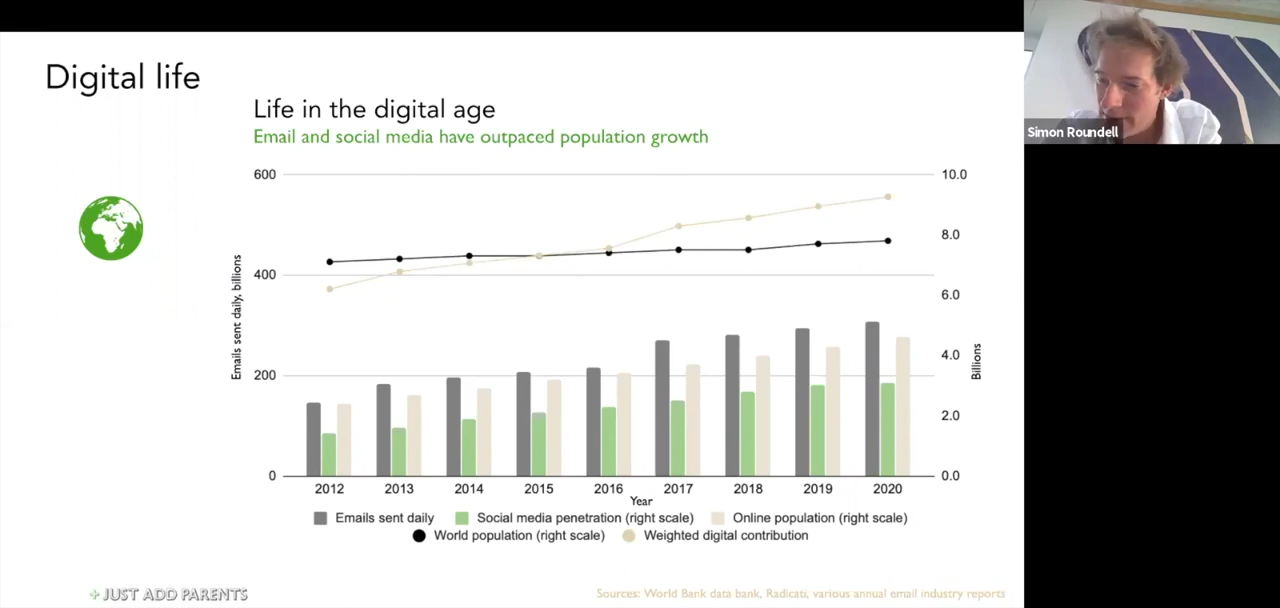 Digital life
Life in the digital age
Email and social media have outpaced population growth
600
400
200
0
Emails sent daily, billions
10.0
8.0
6.0
4.0
2.0
0.0
Billions
2012 2013 2014 2015 2016 2017 2018 2019 2020
Year
Emails sent daily Social media penetration (right scale) Online population (right scale)
World population (right scale) Weighted digital contribution
+JUST ADD PARENTS
Sources: World Bank data bank, Radicati, various annual email industry reports
Simon Roundell